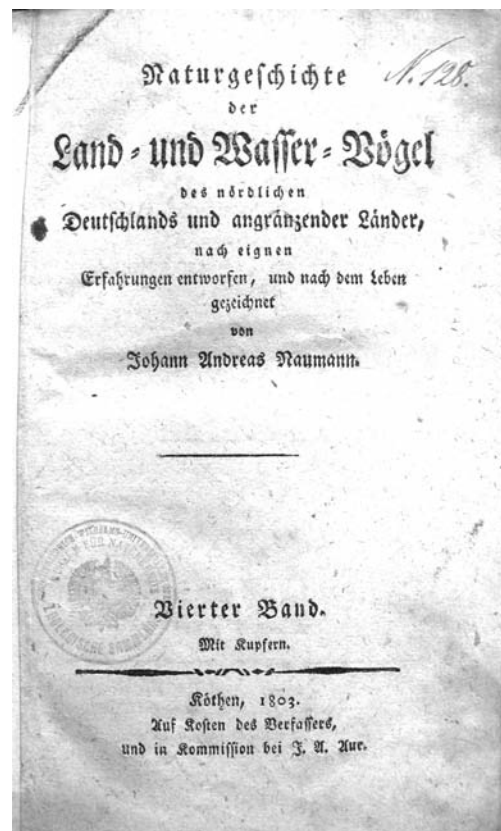 Naturgeschichte
N. 128.
der
Land- und Wasser-Vögel
des nördlichen
Deutschlands und angränzender Länder,
nach eignen
Erfahrungen entworfen, und nach dem Leben
gezeichnet
von
Johann Andreas Naumann.
Vierter Band.
Mit Kupfern.
Köthen, 1803.
Auf Kosten des Verfassers,
und in Kommission bei J. A. Aue.